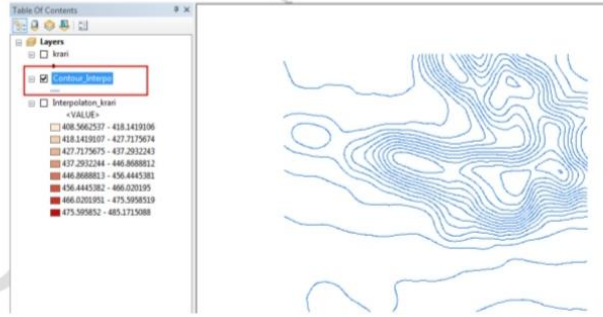 Table Of Contents
Layers
krari
Contour_Interpo
Interpolaton_krari
<VALUE>
408.5662537 - 418.1419106
418.1419107 - 427.7175674
427.7175675 - 437.2932243
437.2932244 - 446.8688812
446.8688813 - 456.4445381
456.4445382 - 466.020195
466.0201951 - 475.5958519
475.595852 - 485.1715088